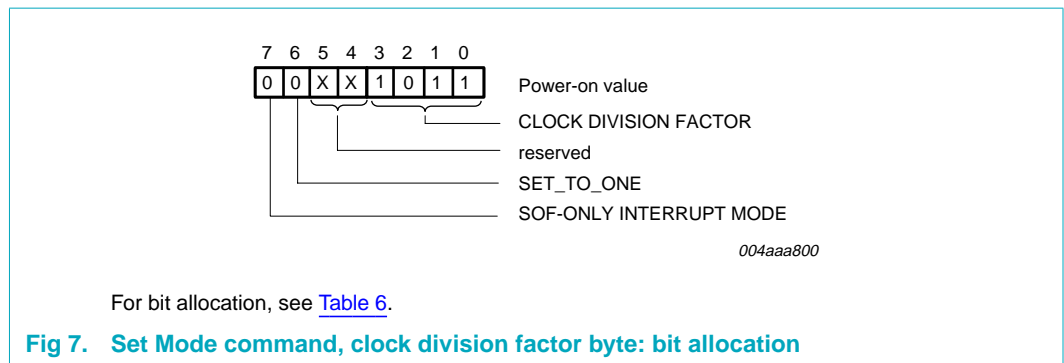 7 6 5 4 3 2 1 0
0 0 X X 1 0 1 1 Power-on value
CLOCK DIVISION FACTOR
reserved
SET_TO_ONE
SOF-ONLY INTERRUPT MODE
004aaa800
For bit allocation, see Table 6.
Fig 7. Set Mode command, clock division factor byte: bit allocation